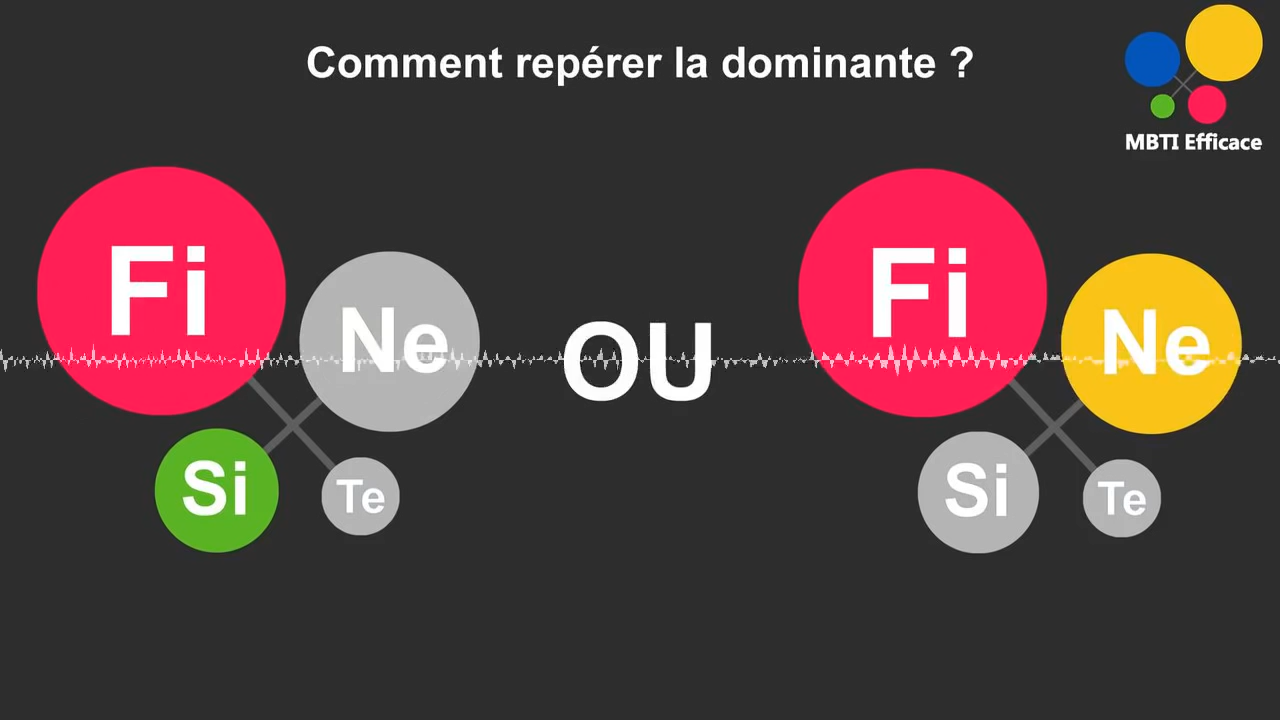 Comment repérer la dominante ?
MBTI Efficace
Fi
Ne
Si
Te
OU
Fi
Ne
Si
Te